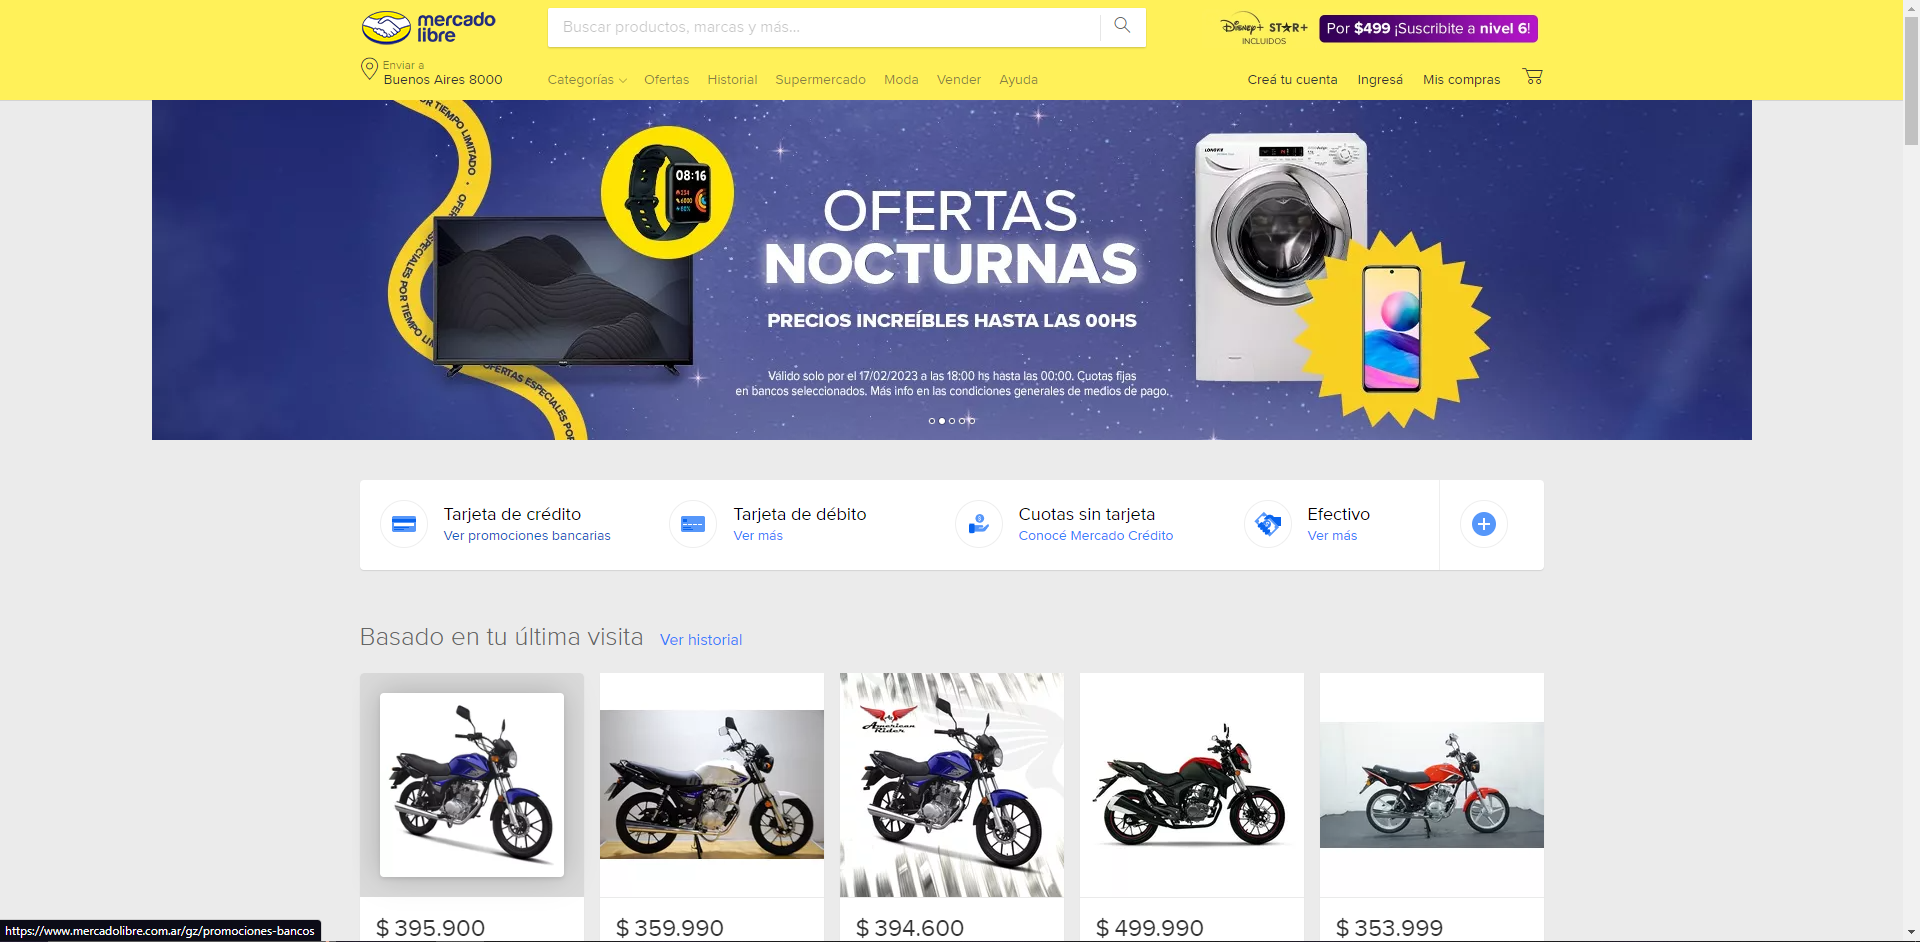 mercado
libre
Buscar productos, marcas y más...
Disney+ STAR+
INCLUIDOS
Por $499 ¡Suscribite a nivel 6!
Enviar a
Buenos Aires 8000
Categorías
Ofertas
Historial
Supermercado
Moda
Vender
Ayuda
Creá tu cuenta
Ingresá
Mis compras
POR TIEMPO LIMITADO • OFERTAS ESPECIALES POR TIEMPO LIM
OFERTAS ESPECIALES POR
08:16
OFERTAS
NOCTURNAS
PRECIOS INCREÍBLES HASTA LAS 00HS
Válido solo por el 17/02/2023 a las 18:00 hs hasta las 00:00. Cuotas fijas
en bancos seleccionados. Más info en las condiciones generales de medios de pago.
LONGVIE
Tarjeta de crédito
Ver promociones bancarias
Tarjeta de débito
Ver más
Cuotas sin tarjeta
Conocé Mercado Crédito
Efectivo
Ver más
Basado en tu última visita
Ver historial
American
Rider
$ 395.900
$ 359.990
$ 394.600
$ 499.990
$ 353.999
https://www.mercadolibre.com.ar/gz/promociones-bancos